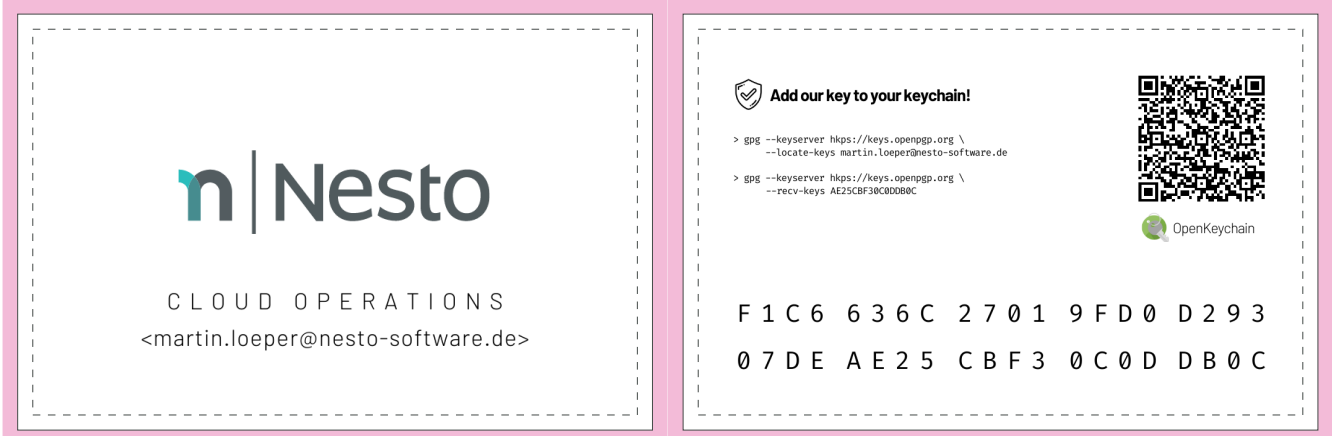 n | Nesto
CLOUD OPERATIONS
<martin.loeper@nesto-software.de>
Add our key to your keychain!
> gpg --keyserver hkps://keys.openpgp.org \
--locate-keys martin.loeper@nesto-software.de
> gpg --keyserver hkps://keys.openpgp.org \
--recv-keys AE25CBF30C0DDB0C
OpenKeychain
F1C6 636C 2701 9FD0 D293
07DE AE25 CBF3 0C0D DB0C